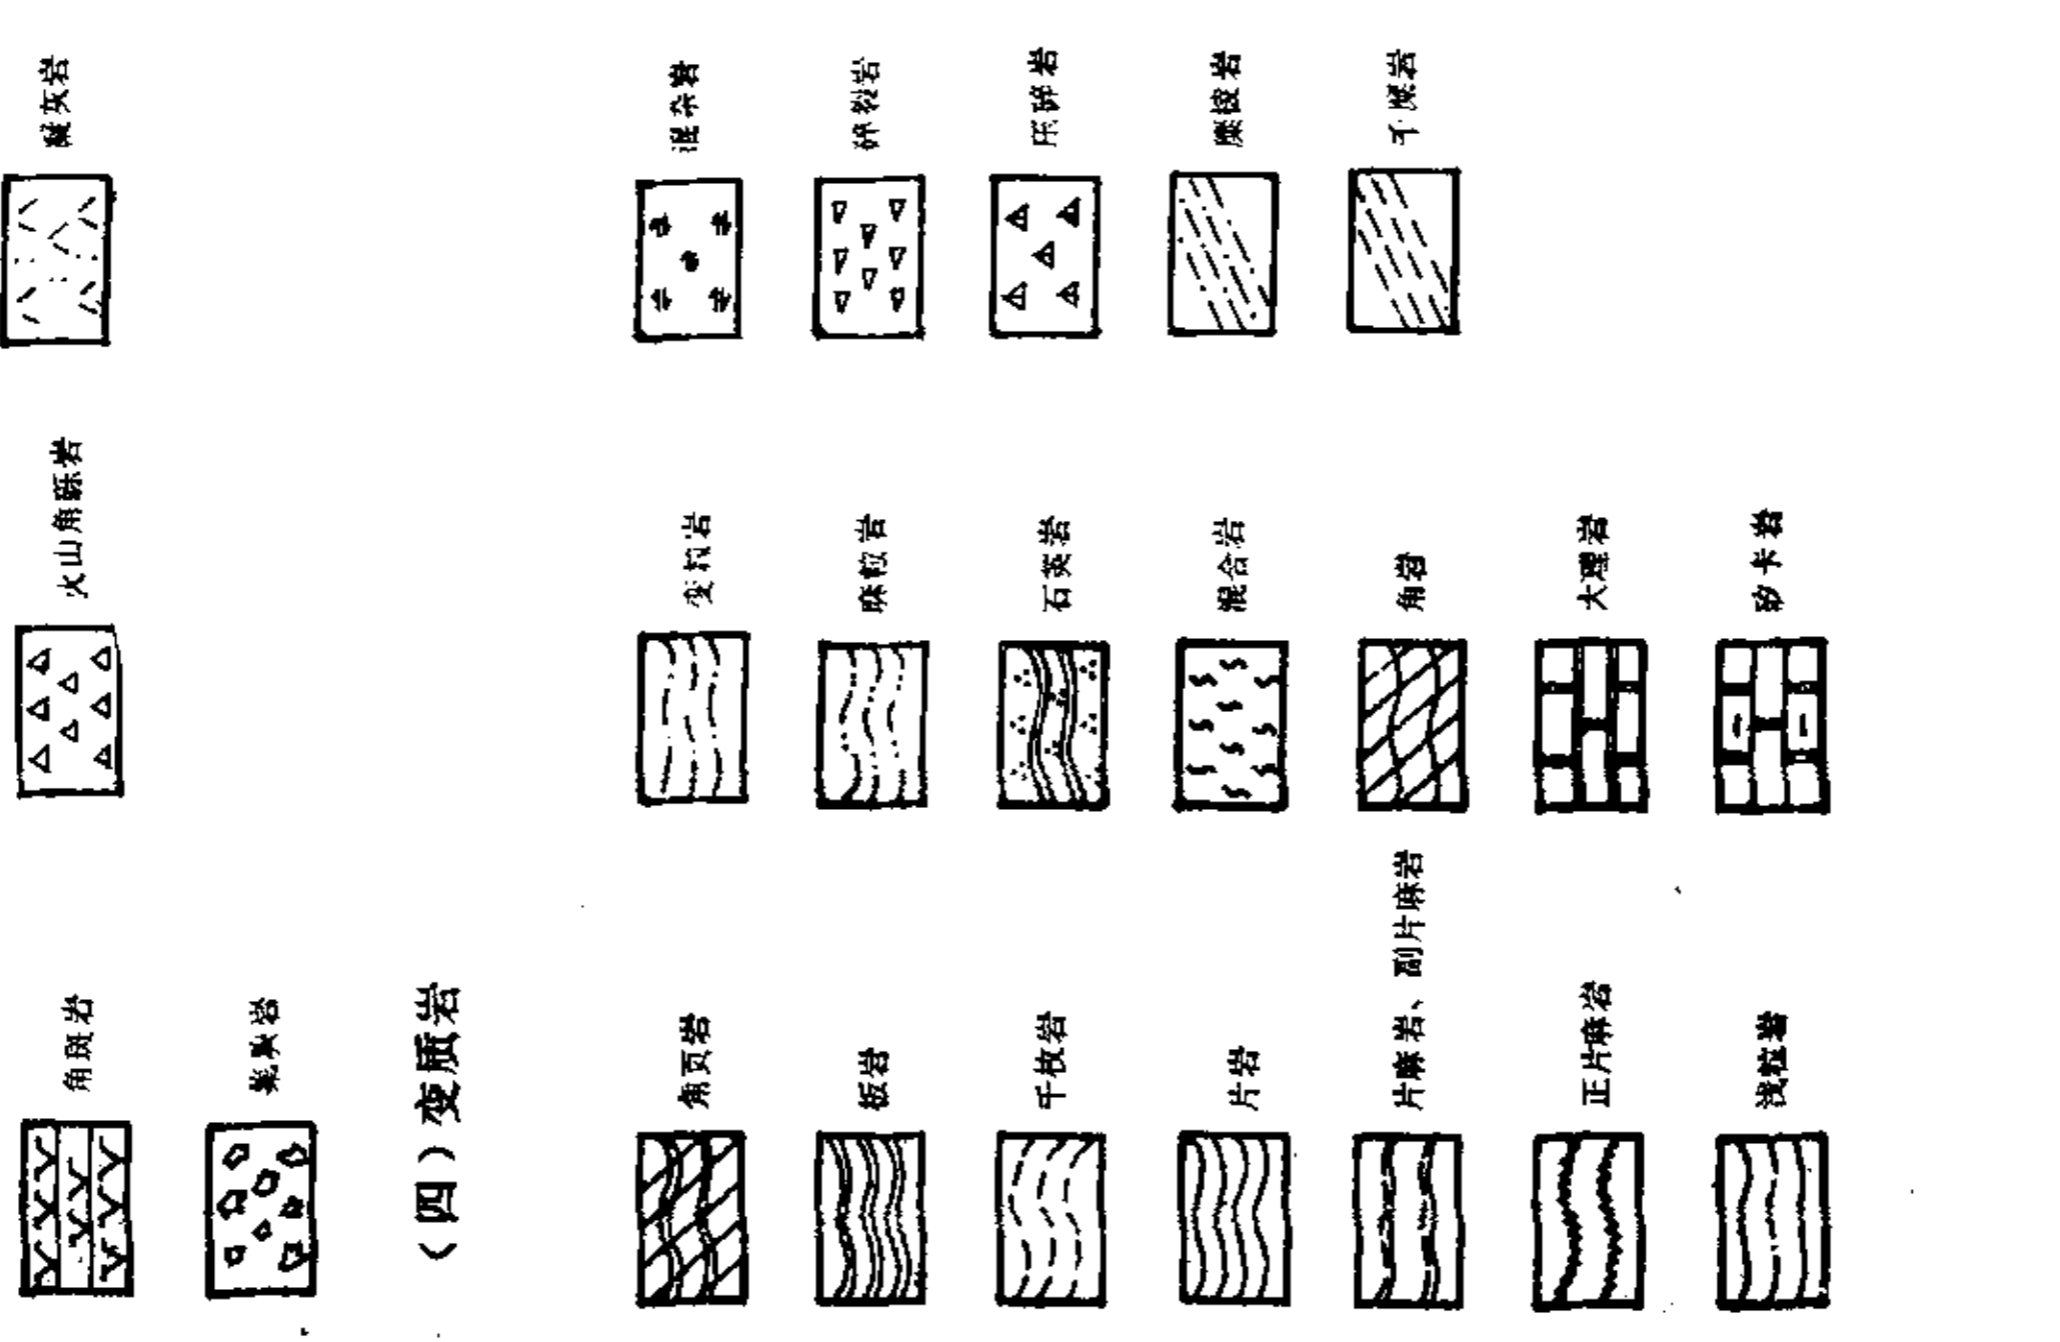 角斑岩
火山角砾岩
凝灰岩
集块岩
（四）变质岩
角页岩
变粒岩
混杂岩
板岩
麻粒岩
碎裂岩
千枚岩
石英岩
压碎岩
片岩
混合岩
糜棱岩
片麻岩、副片麻岩
角岩
千糜岩
正片麻岩
大理岩
浅粒岩
矽卡岩